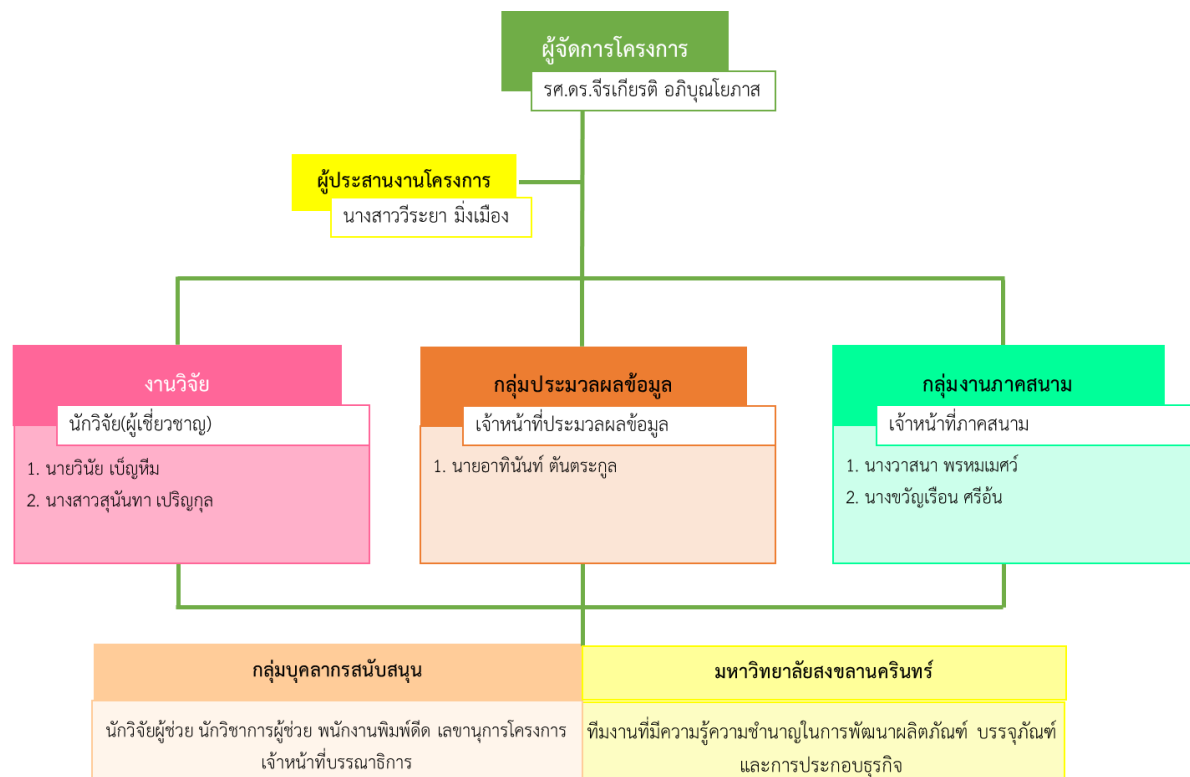 ผู้จัดการโครงการ
รศ.ดร.จีรเกียรติ อภิบุณโยภาส
ผู้ประสานงานโครงการ
นางสาววีระยา มิ่งเมือง
งานวิจัย
นักวิจัย(ผู้เชี่ยวชาญ)
1. นายวินัย เบ็ญหีม
2. นางสาวสุนันทา เปริญกุล
กลุ่มประมวลผลข้อมูล
เจ้าหน้าที่ประมวลผลข้อมูล
1. นายอาทินันท์ ตันตระกูล
กลุ่มงานภาคสนาม
เจ้าหน้าที่ภาคสนาม
1. นางวาสนา พรหมเมศว์
2. นางขวัญเรือน ศรีอ้น
กลุ่มบุคลากรสนับสนุน
นักวิจัยผู้ช่วย นักวิชาการผู้ช่วย พนักงานพิมพ์ดีด เลขานุการโครงการ
เจ้าหน้าที่บรรณาธิการ
มหาวิทยาลัยสงขลานครินทร์
ทีมงานที่มีความรู้ความชำนาญในการพัฒนาผลิตภัณฑ์ บรรจุภัณฑ์
และการประกอบธุรกิจ